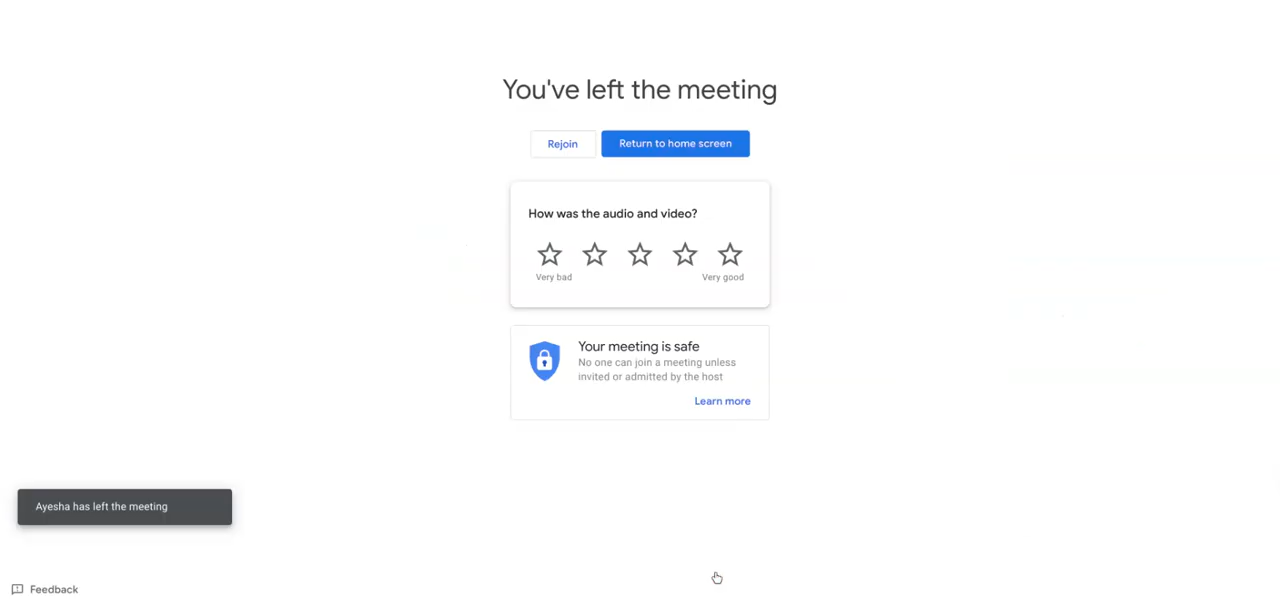 You've left the meeting
Rejoin
Return to home screen
How was the audio and video?
Very bad
Very good
Your meeting is safe
No one can join a meeting unless
invited or admitted by the host
Learn more
Ayesha has left the meeting
Feedback